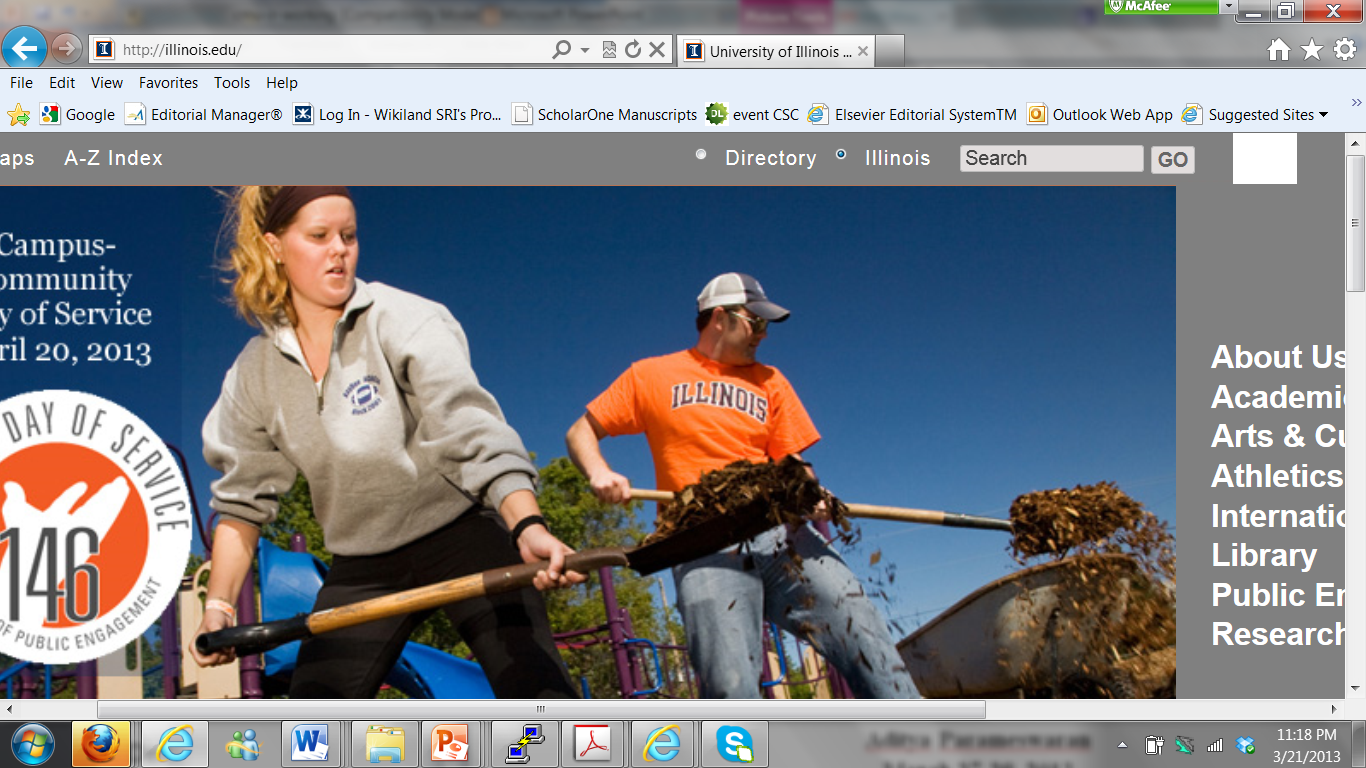 McAfee
http://illinois.edu/
University of Illinois ...
File Edit View Favorites Tools Help
Google Editorial Manager® Log In - Wikiland SRI's Pro... ScholarOne Manuscripts DL event CSC Elsevier Editorial SystemTM Outlook Web App Suggested Sites
aps A-Z Index Directory Illinois Search GO
Campus-
ommunity
y of Service
ril 20, 2013
DAY OF SERVICE
146
OF PUBLIC ENGAGEMENT
ILLINOIS
About Us
Academi
Arts & Cu
Athletics
Internatio
Library
Public En
Research
11:18 PM
3/21/2013